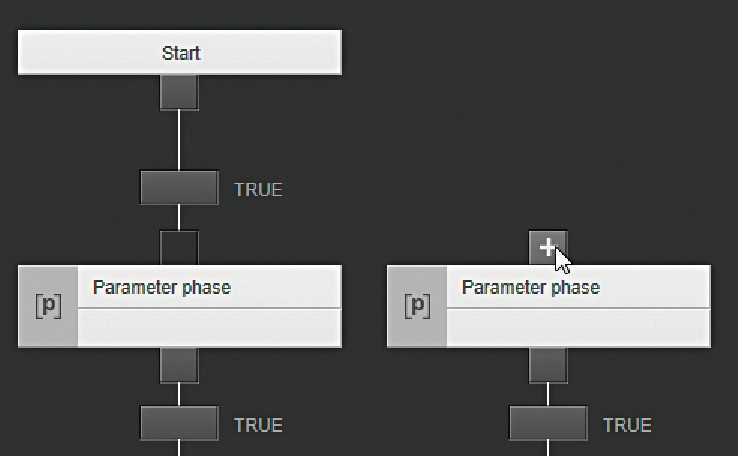 Start
TRUE
[p] Parameter phase
[p] Parameter phase
TRUE
TRUE